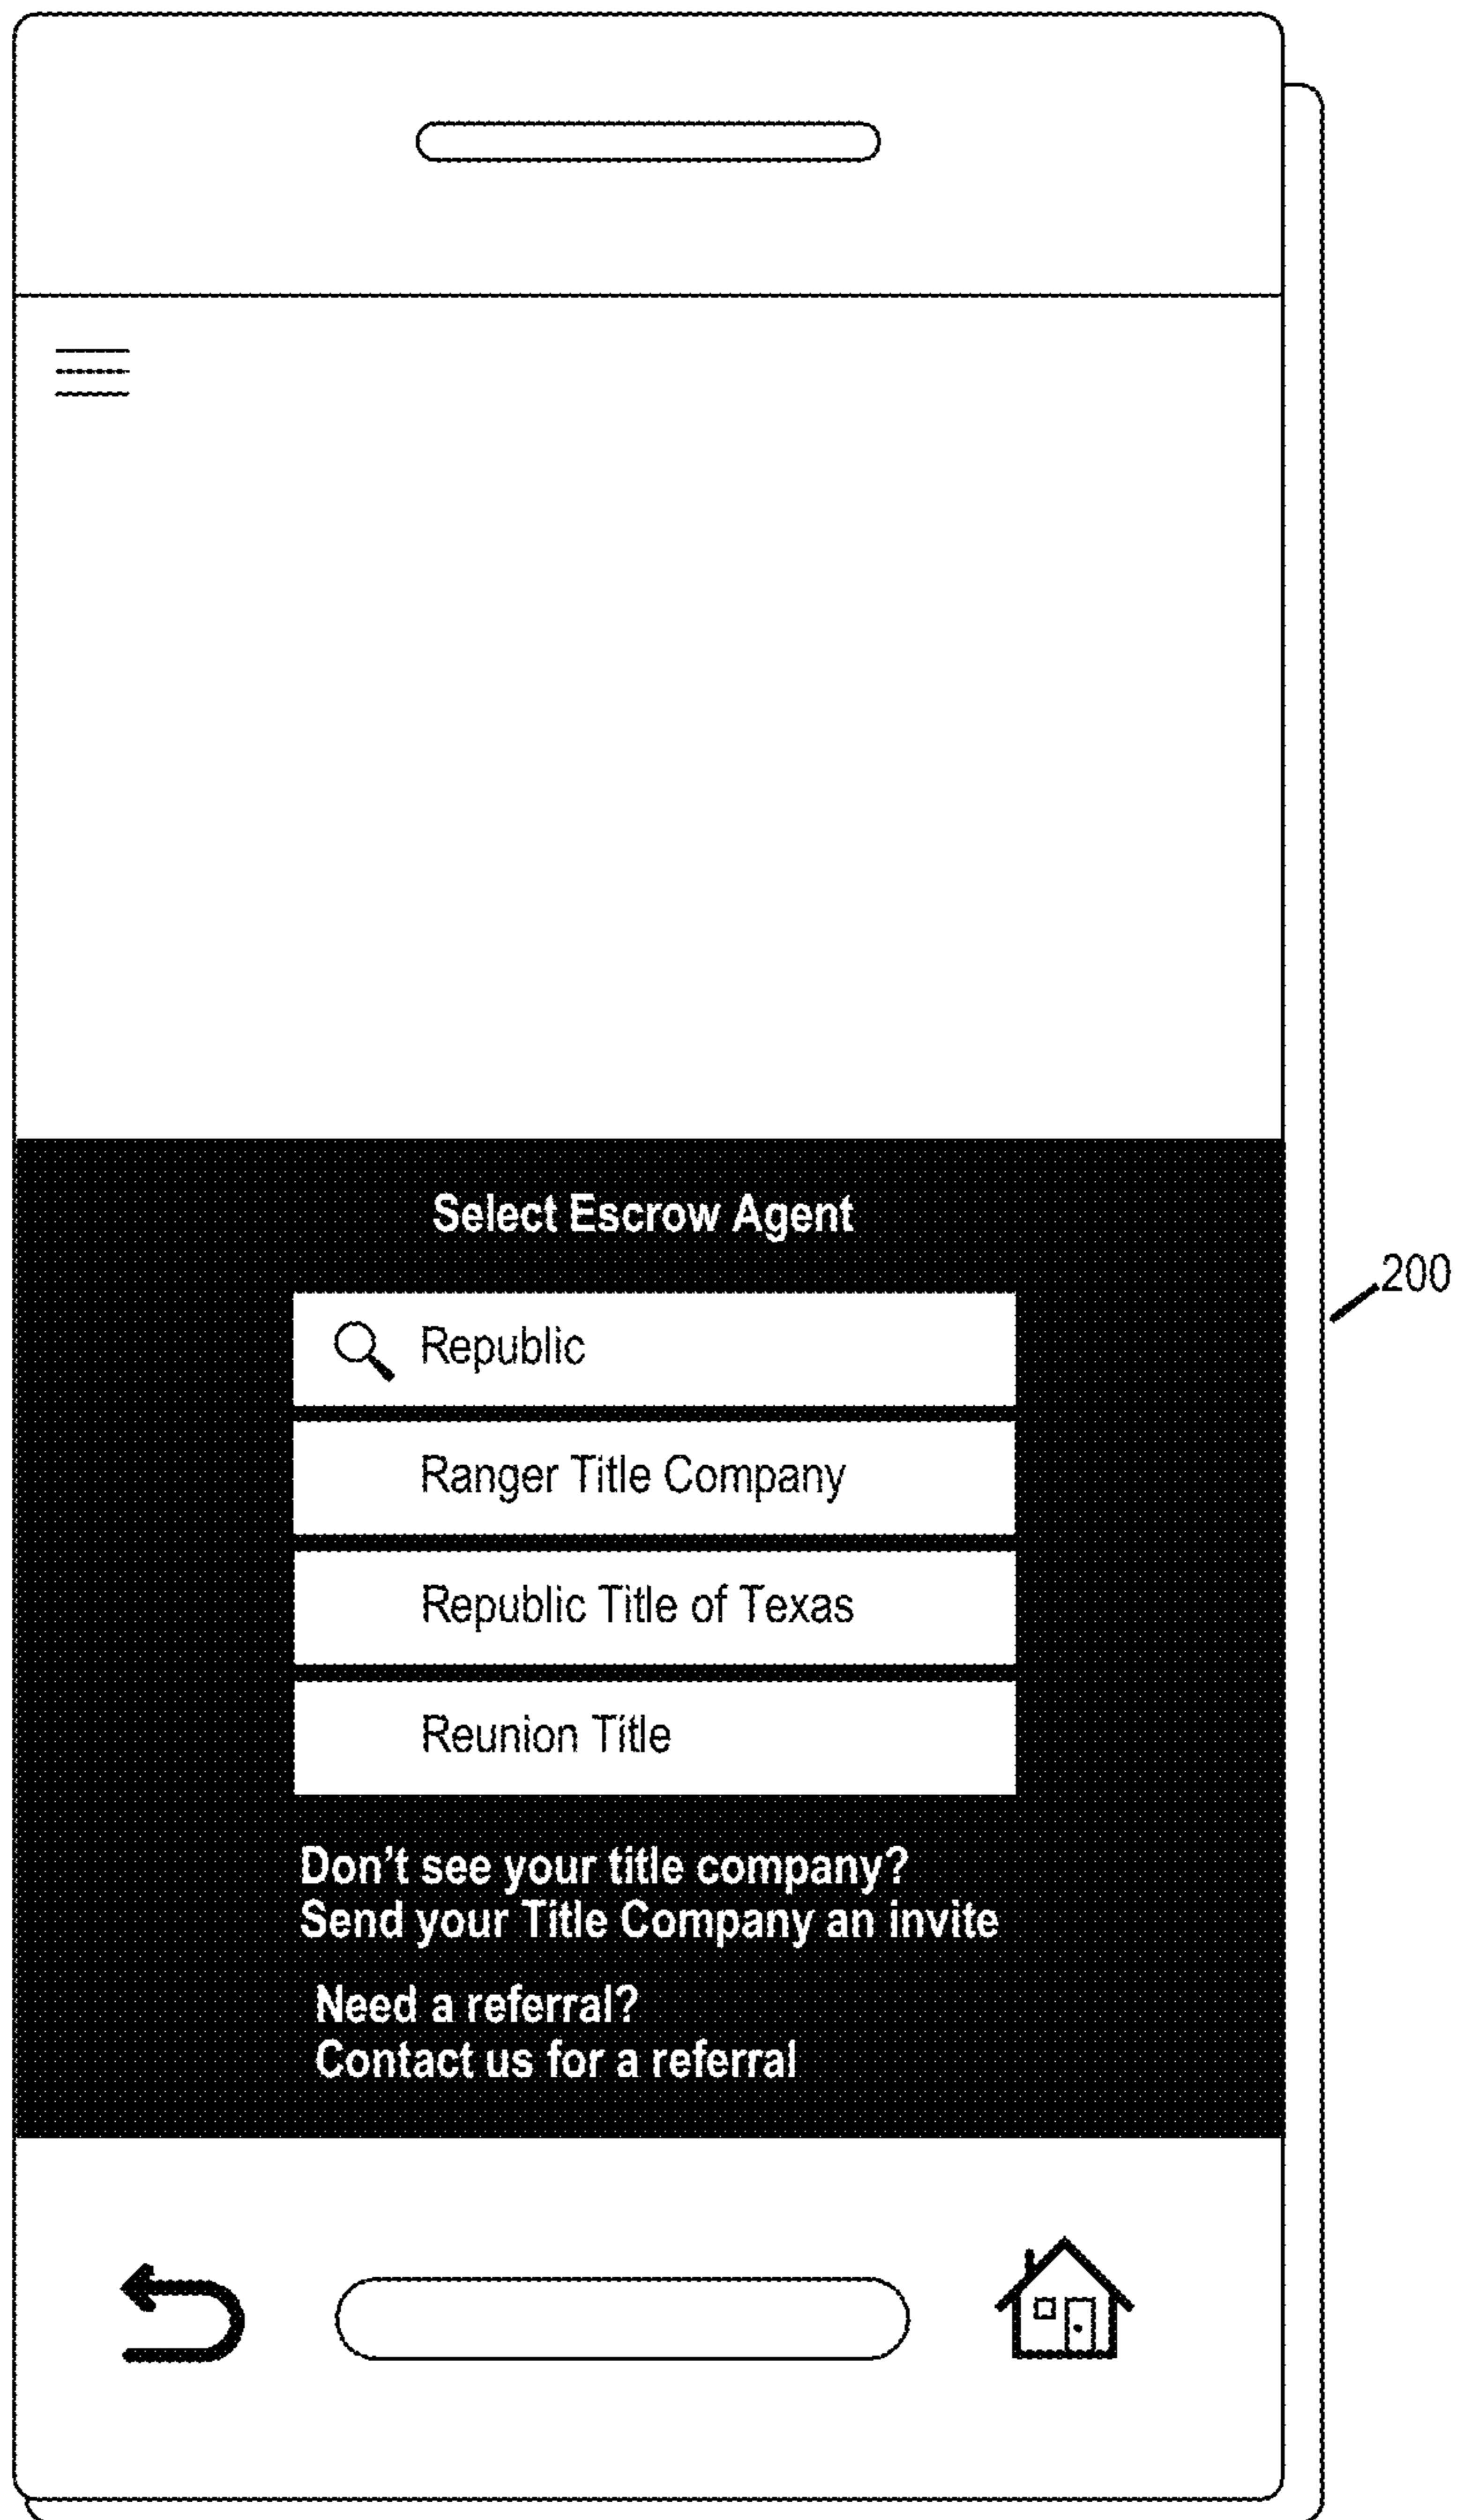 Select Escrow Agent
200
Republic
Ranger Title Company
Republic Title of Texas
Reunion Title
Don't see your title company?
Send your Title Company an invite
Need a referral?
Contact us for a referral